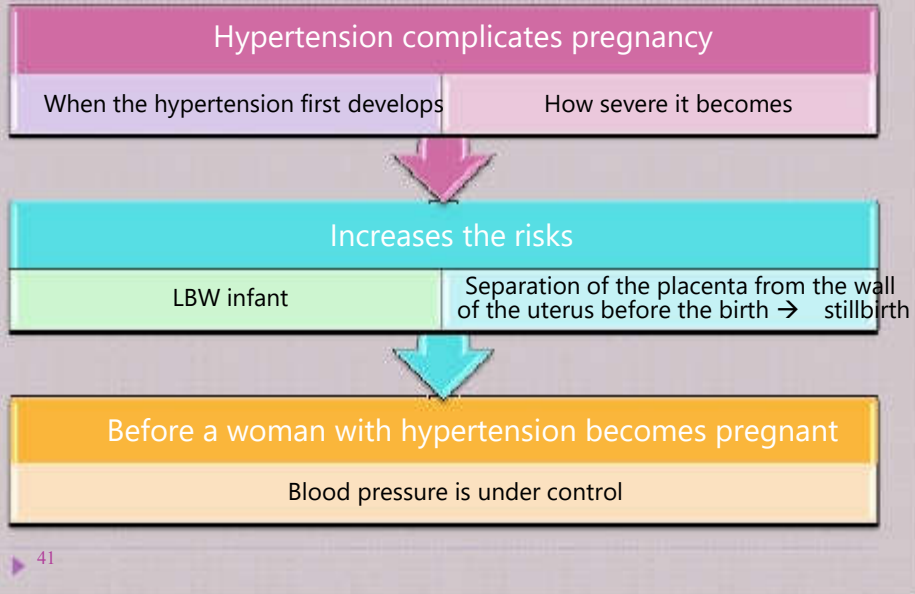 Hypertension complicates pregnancy
When the hypertension first develops
How severe it becomes
Increases the risks
LBW infant
Separation of the placenta from the wall
of the uterus before the birth → stillbirth
Before a woman with hypertension becomes pregnant
Blood pressure is under control
41